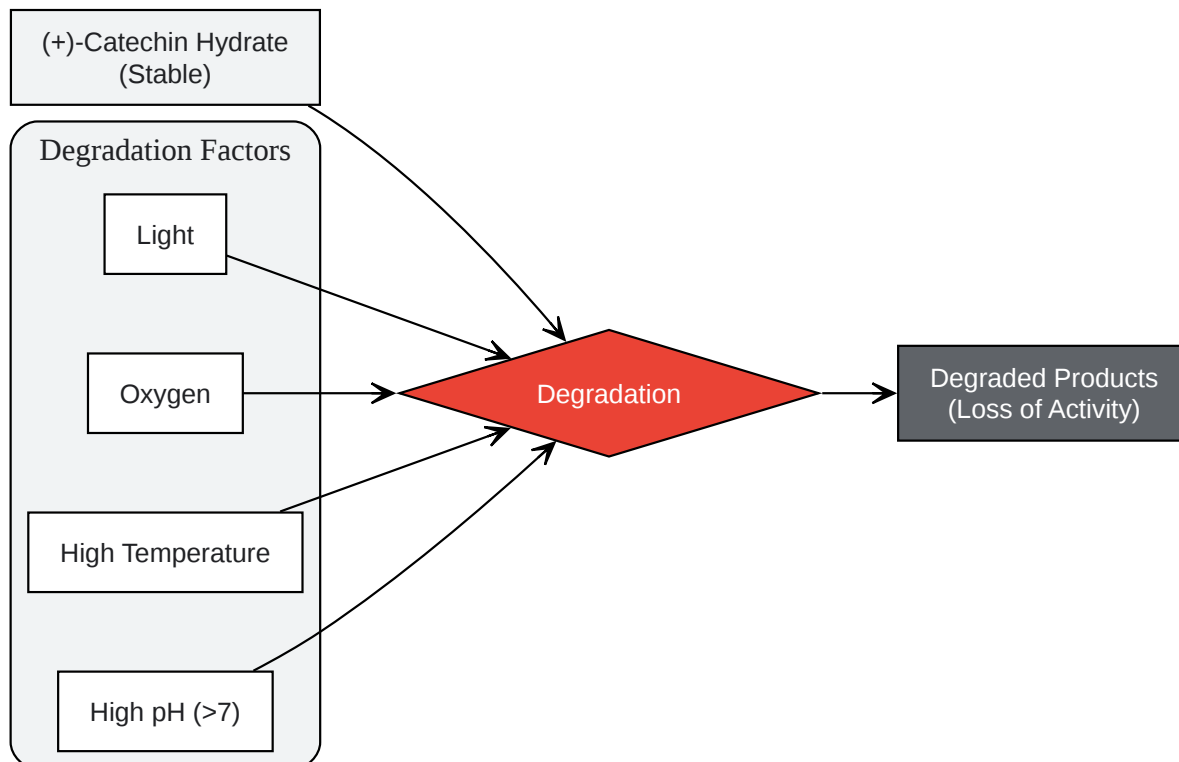 (+)-Catechin Hydrate
(Stable)
Degradation Factors
Light
Oxygen
High Temperature
High pH (>7)
Degradation
Degraded Products
(Loss of Activity)